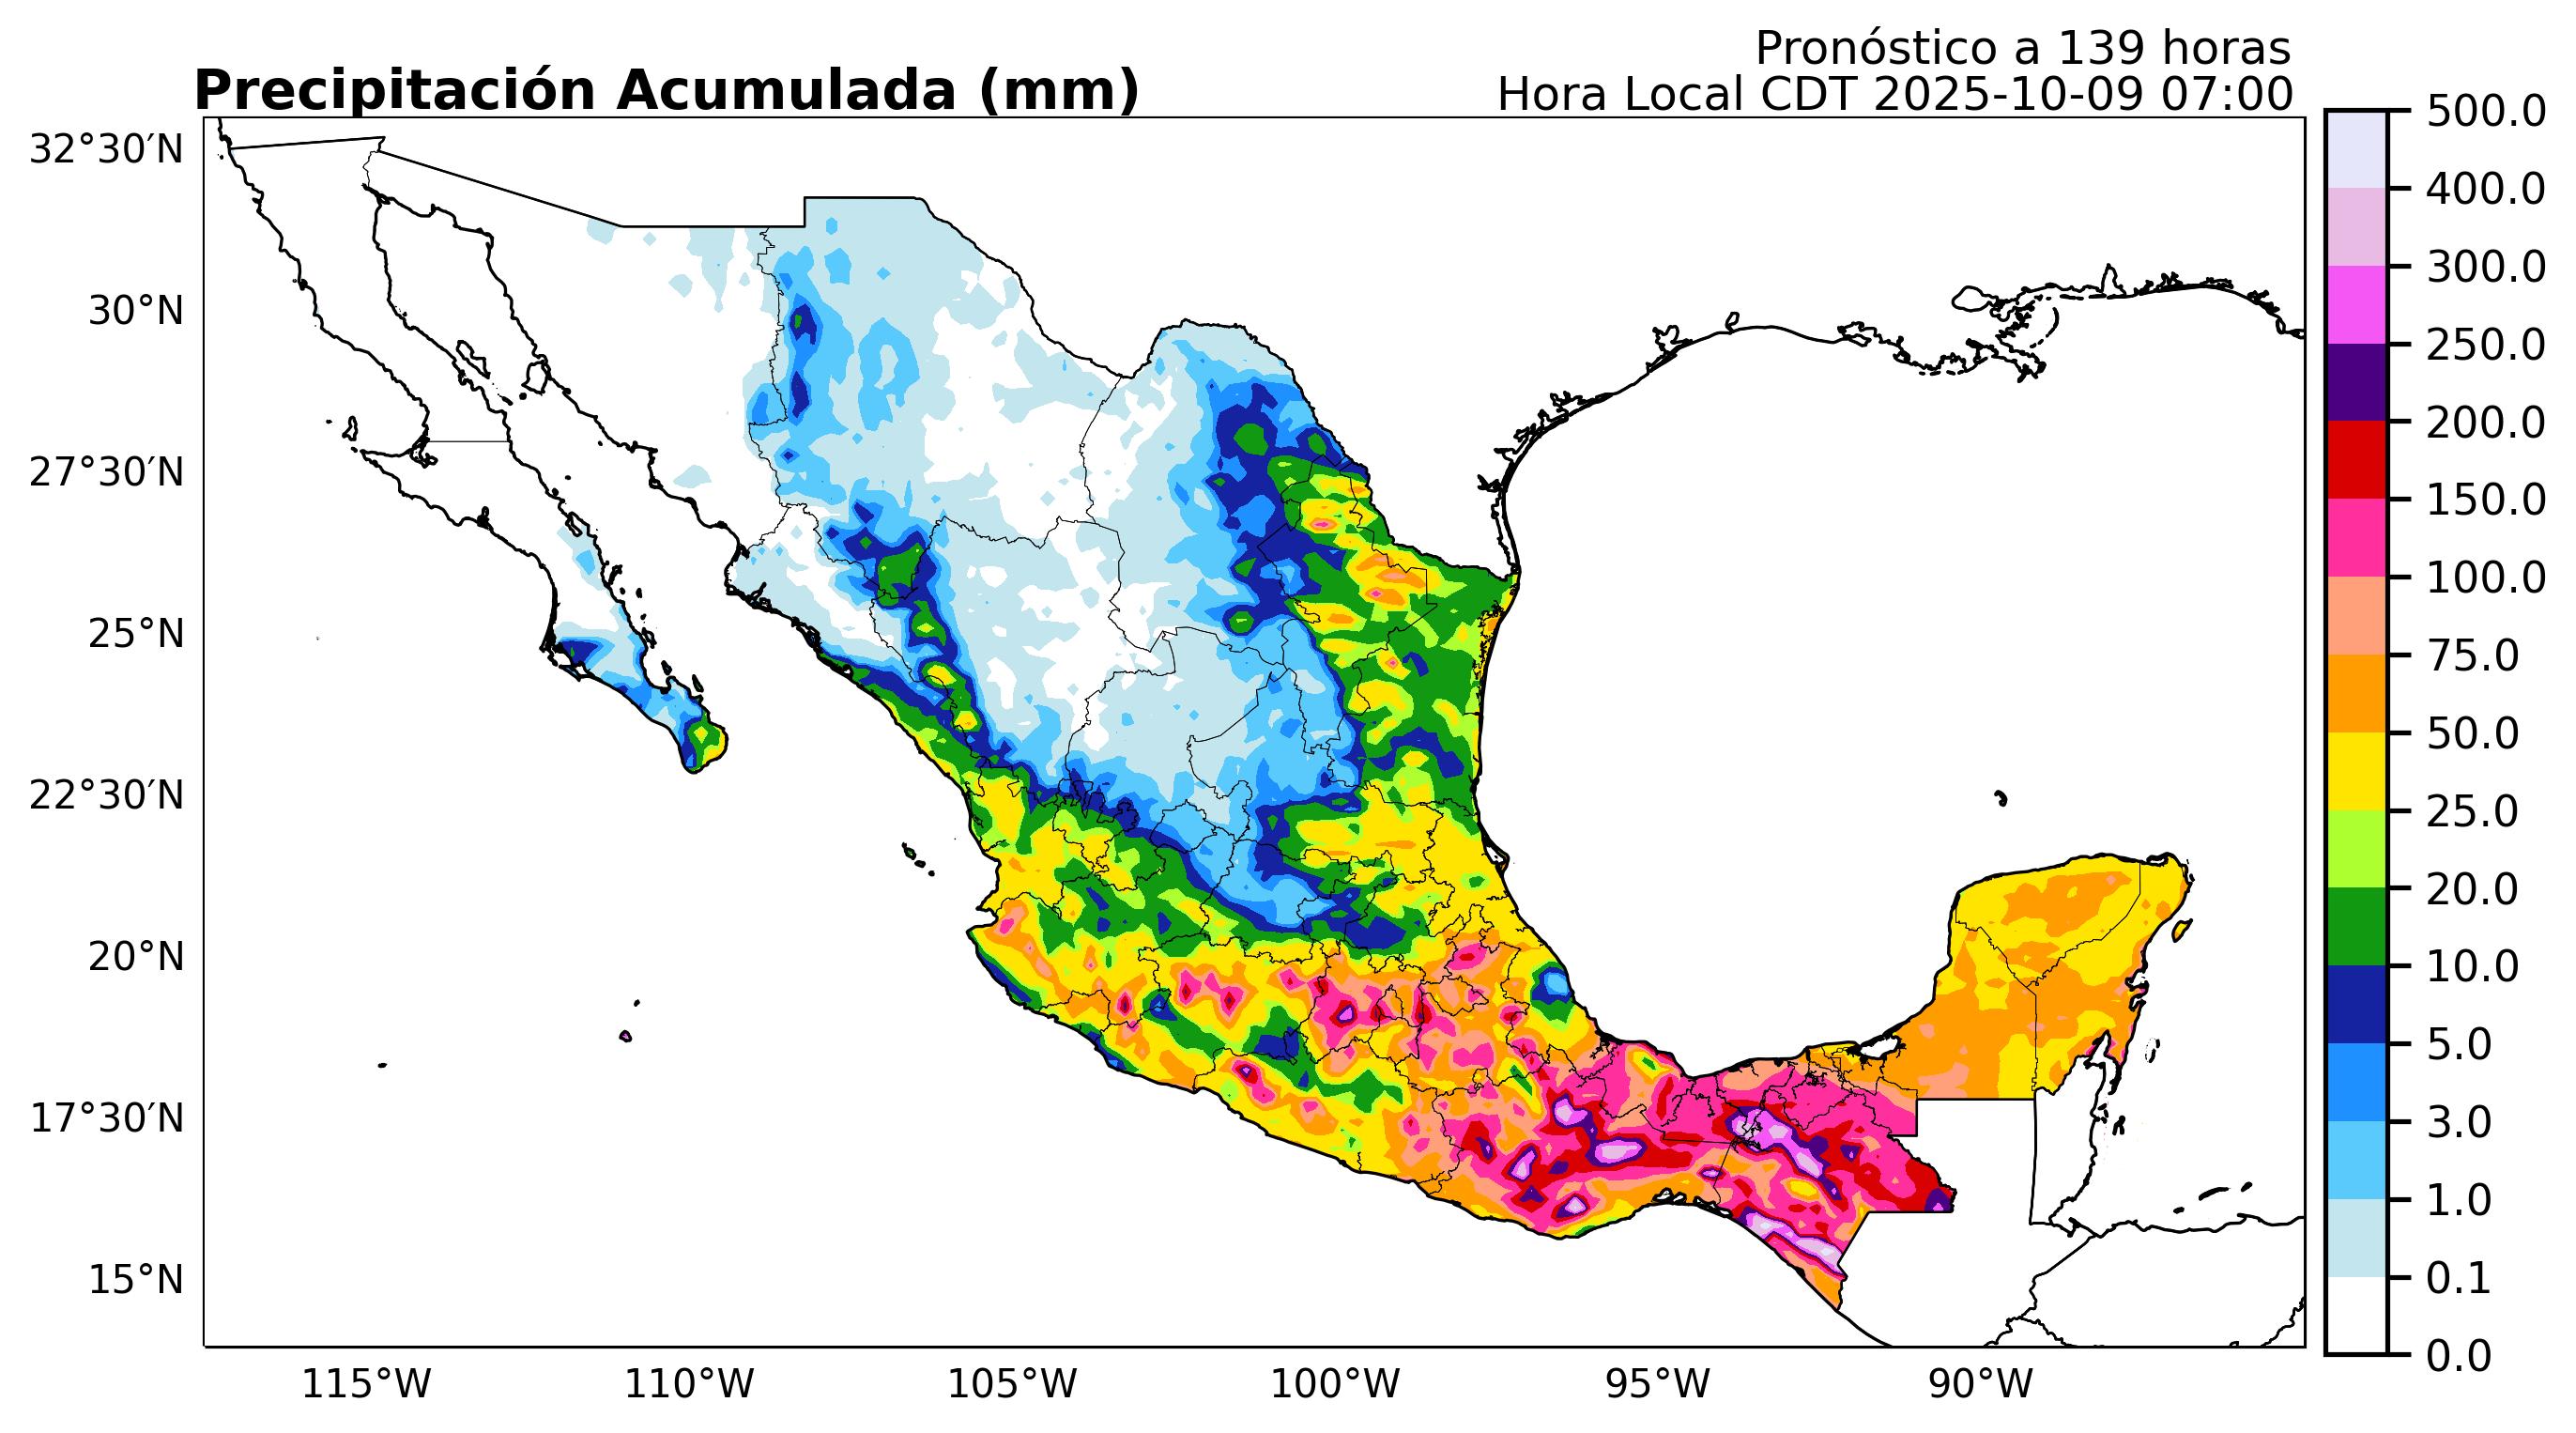 Pronóstico a 139 horas
Precipitación Acumulada (mm)
Hora Local CDT 2025-10-09 07:00
32°30′N
30°N
27°30′N
25°N
22°30′N
20°N
17°30′N
15°N
115°W
110°W
105°W
100°W
95°W
90°W
500.0
400.0
300.0
250.0
200.0
150.0
100.0
75.0
50.0
25.0
20.0
10.0
5.0
3.0
1.0
0.1
0.0